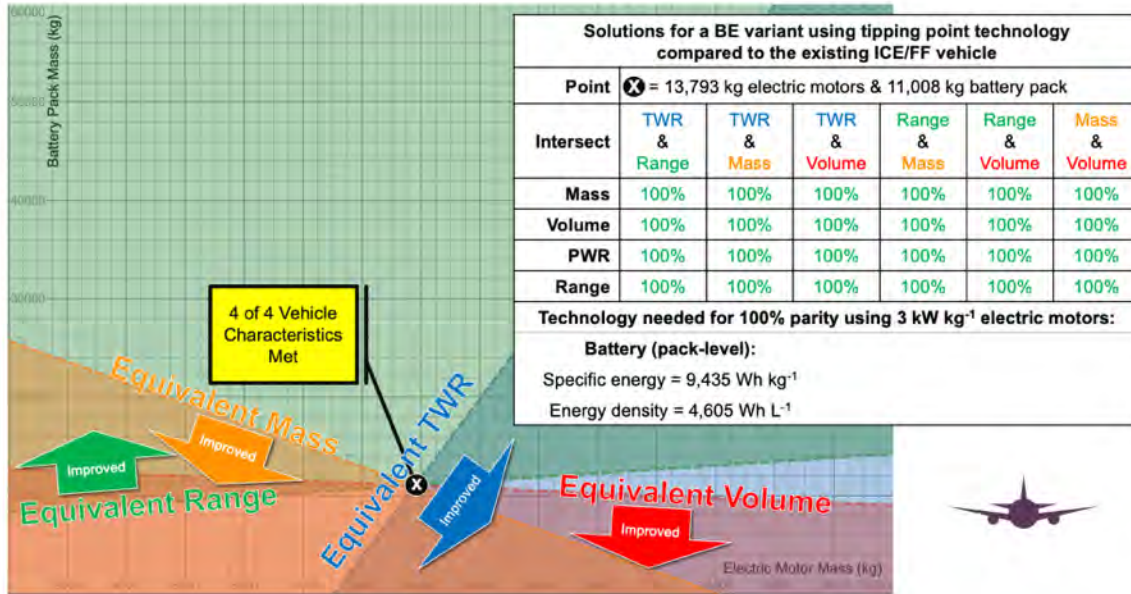 60000
Battery Pack Mass (kg)
50000
40000
30000
4 of 4 Vehicle
Characteristics
Met
Equivalent Mass
Improved
Improved
Equivalent Range
Equivalent TWR
Improved
X
Equivalent Volume
Improved
Electric Motor Mass (kg)
Solutions for a BE variant using tipping point technology
compared to the existing ICE/FF vehicle
Point X = 13,793 kg electric motors & 11,008 kg battery pack
Intersect TWR & Range TWR & Mass TWR & Volume Range & Mass Range & Volume Mass & Volume
Mass 100% 100% 100% 100% 100% 100%
Volume 100% 100% 100% 100% 100% 100%
PWR 100% 100% 100% 100% 100% 100%
Range 100% 100% 100% 100% 100% 100%
Technology needed for 100% parity using 3 kW kg⁻¹ electric motors:
Battery (pack-level):
Specific energy = 9,435 Wh kg⁻¹
Energy density = 4,605 Wh L⁻¹